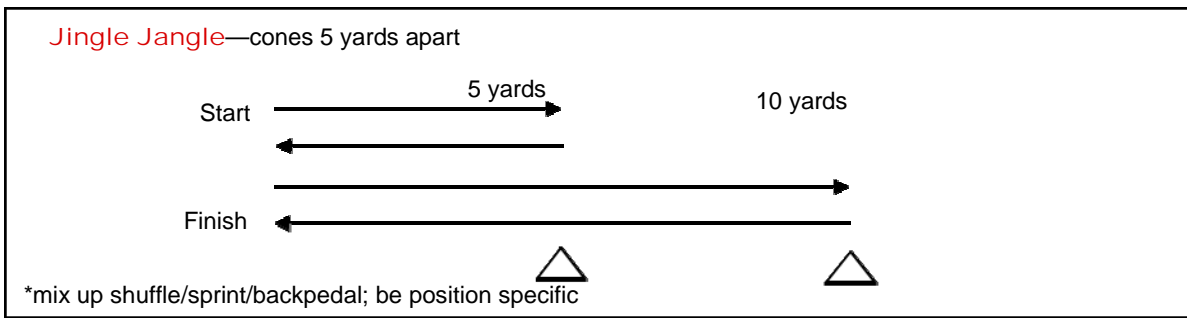 Jingle Jangle—cones 5 yards apart
5 yards
10 yards
Start
Finish
*mix up shuffle/sprint/backpedal; be position specific